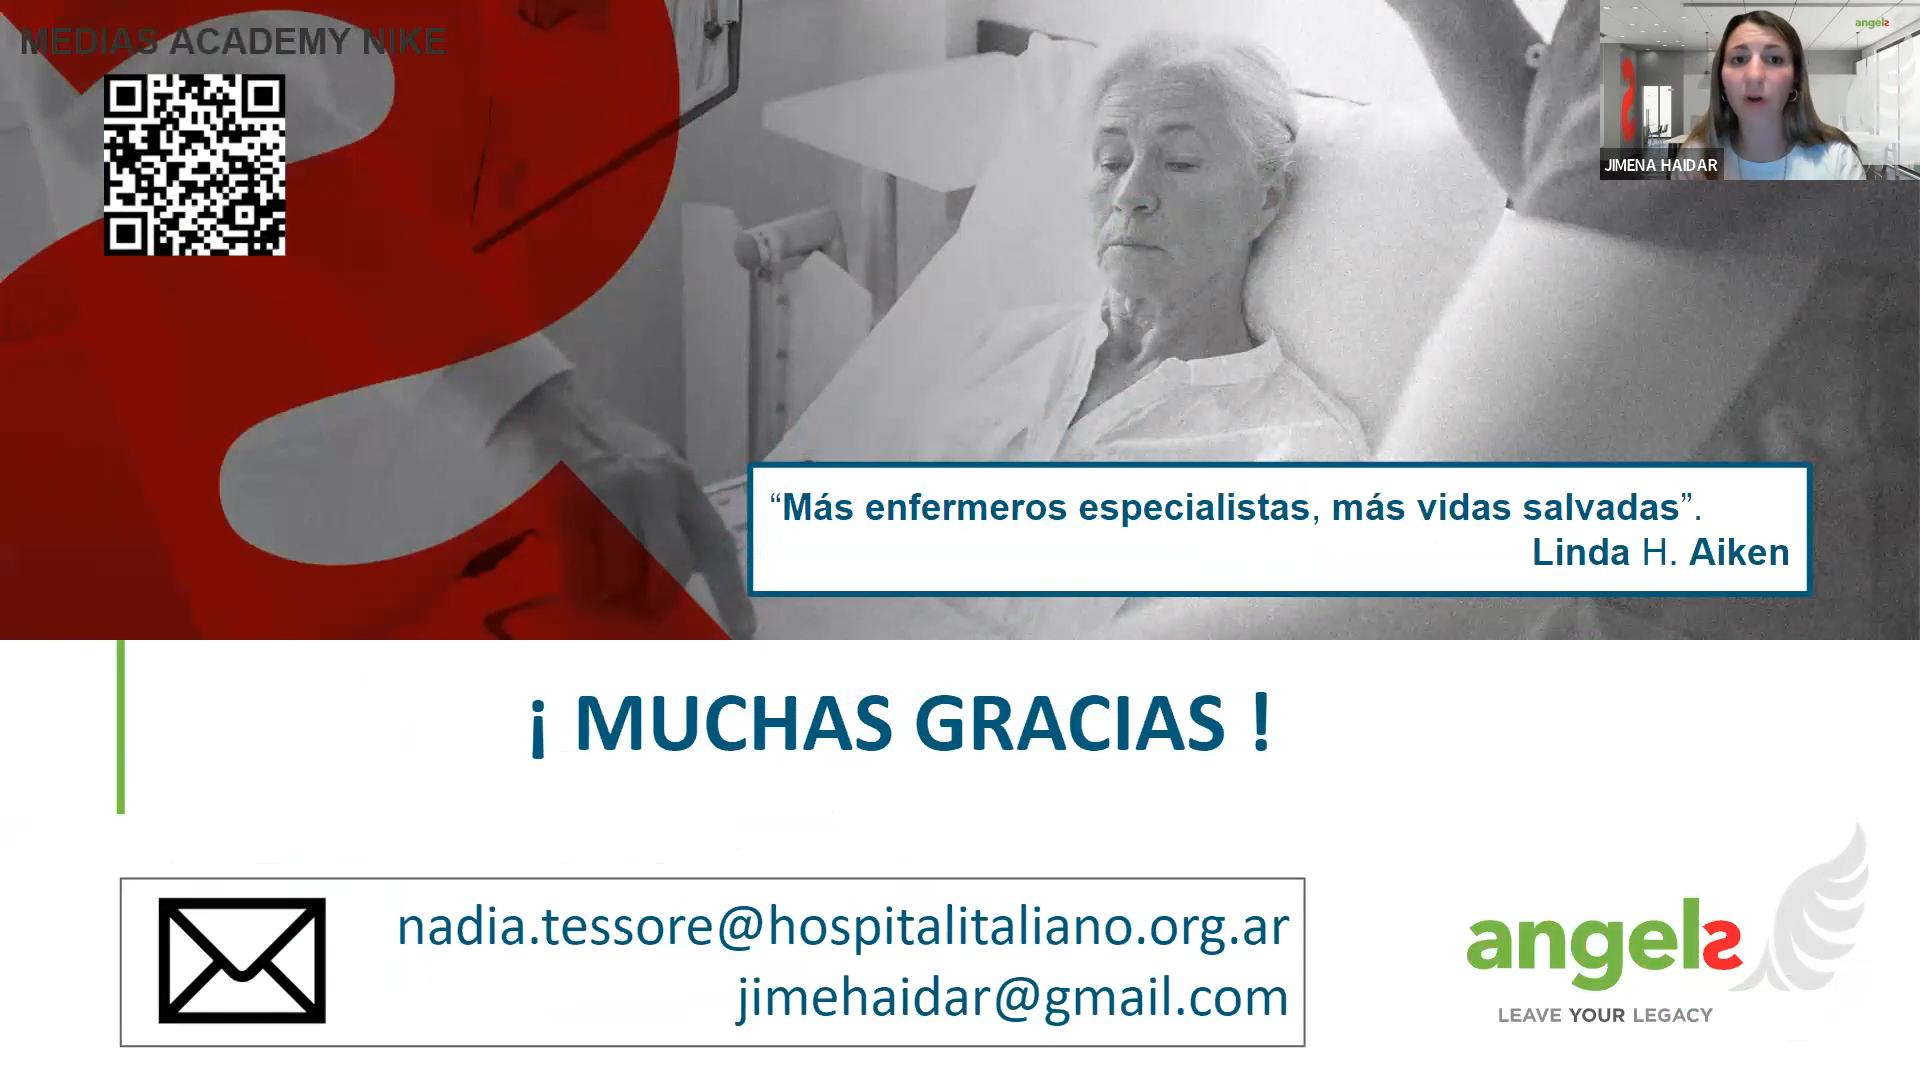 MEDIAS ACADEMY NIKE
angels
JIMENA HAIDAR
“Más enfermeros especialistas, más vidas salvadas”.
Linda H. Aiken
¡ MUCHAS GRACIAS !
nadia.tessore@hospitalitaliano.org.ar
jimehaidar@gmail.com
angels
LEAVE YOUR LEGACY